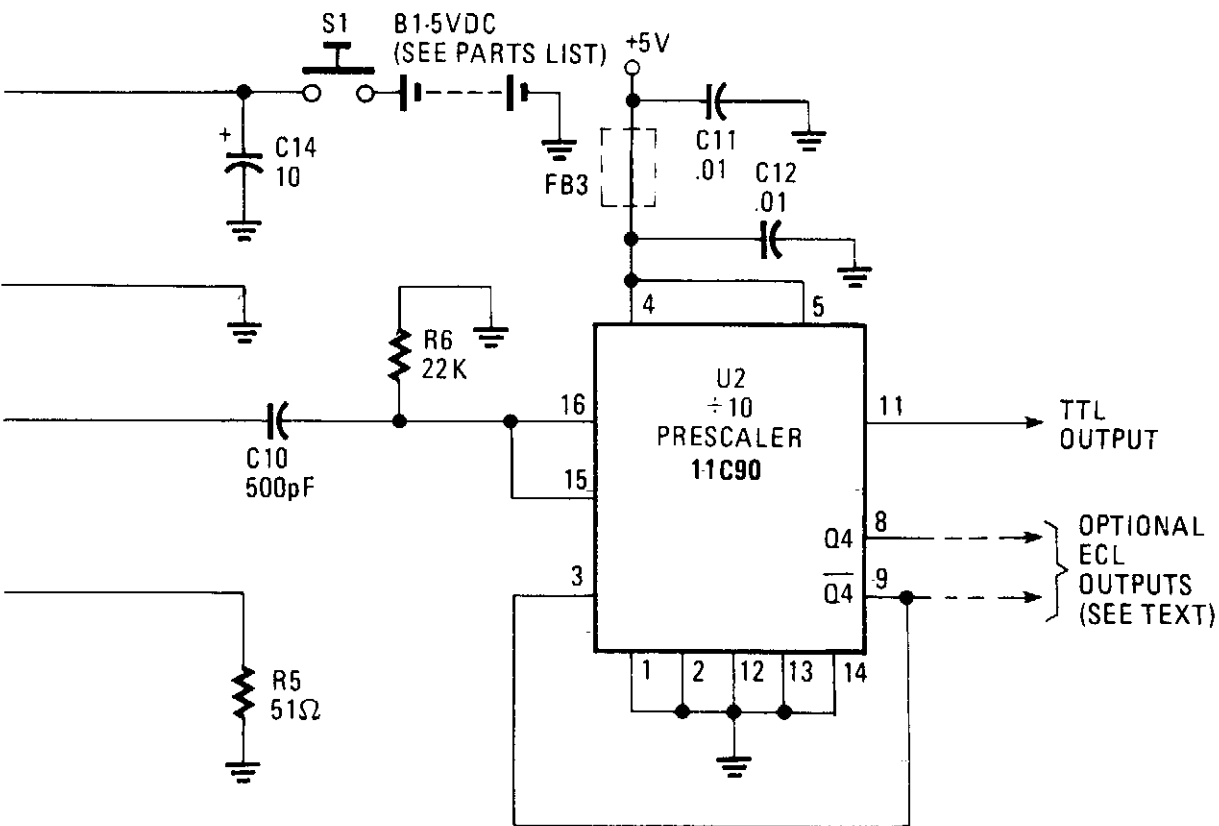 S1
B1-5VDC
(SEE PARTS LIST)
+5V
+
C14
10
FB3
C11
.01
C12
.01
4
5
R6
22K
U2
÷10
PRESCALER
11C90
16
15
3
11
TTL
OUTPUT
C10
500pF
Q4
8
Q4
9
OPTIONAL
ECL
OUTPUTS
(SEE TEXT)
1
2
12
13
14
R5
51Ω